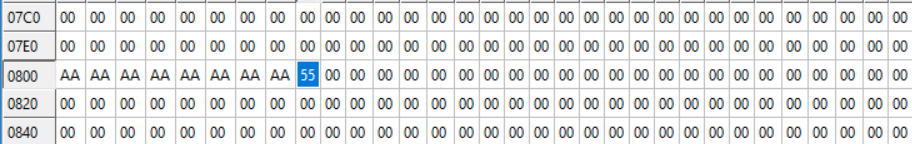 07C0 00 00 00 00 00 00 00 00 00 00 00 00 00 00 00 00 00 00 00 00 00 00 00 00 00 00 00 00 00 00 00 00
07E0 00 00 00 00 00 00 00 00 00 00 00 00 00 00 00 00 00 00 00 00 00 00 00 00 00 00 00 00 00 00 00 00
0800 AA AA AA AA AA AA AA AA 55 00 00 00 00 00 00 00 00 00 00 00 00 00 00 00 00 00 00 00 00 00 00 00
0820 00 00 00 00 00 00 00 00 00 00 00 00 00 00 00 00 00 00 00 00 00 00 00 00 00 00 00 00 00 00 00 00
0840 00 00 00 00 00 00 00 00 00 00 00 00 00 00 00 00 00 00 00 00 00 00 00 00 00 00 00 00 00 00 00 00